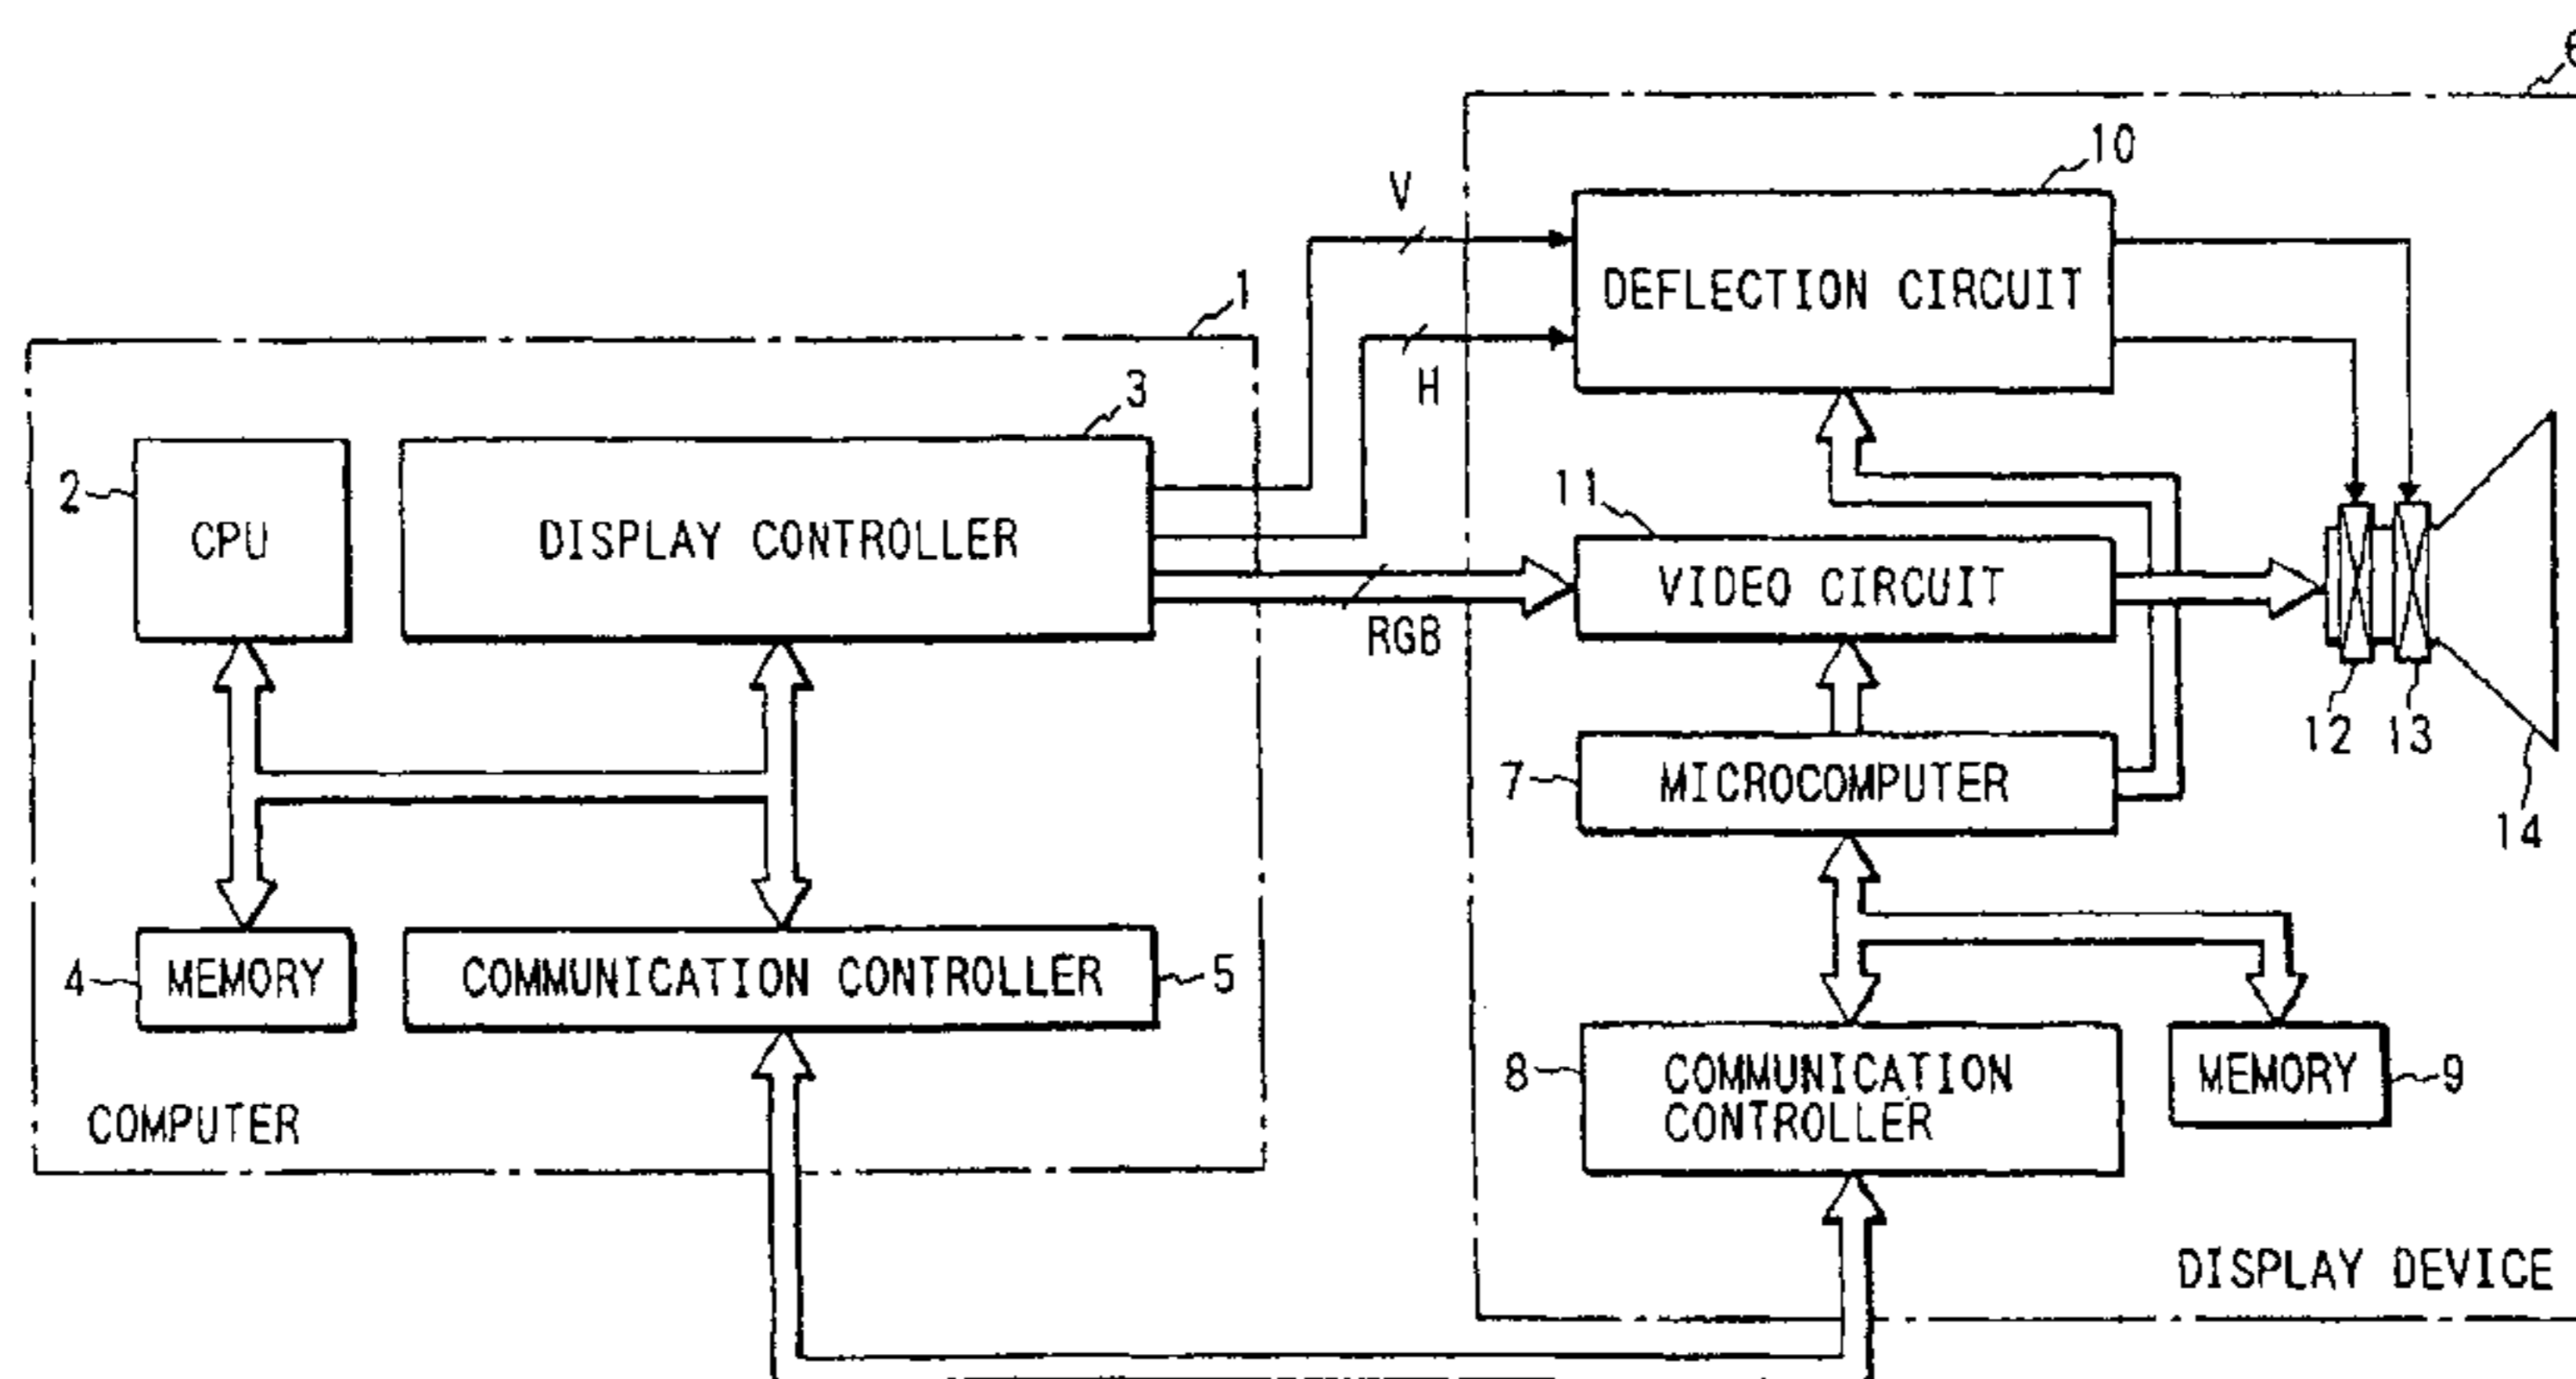 6
10
V
DEFLECTION CIRCUIT
1
H
3
2
CPU
DISPLAY CONTROLLER
11
VIDEO CIRCUIT
RGB
12 13
7
MICROCOMPUTER
14
4
MEMORY
COMMUNICATION CONTROLLER
5
8
COMMUNICATION
CONTROLLER
MEMORY
9
COMPUTER
DISPLAY DEVICE